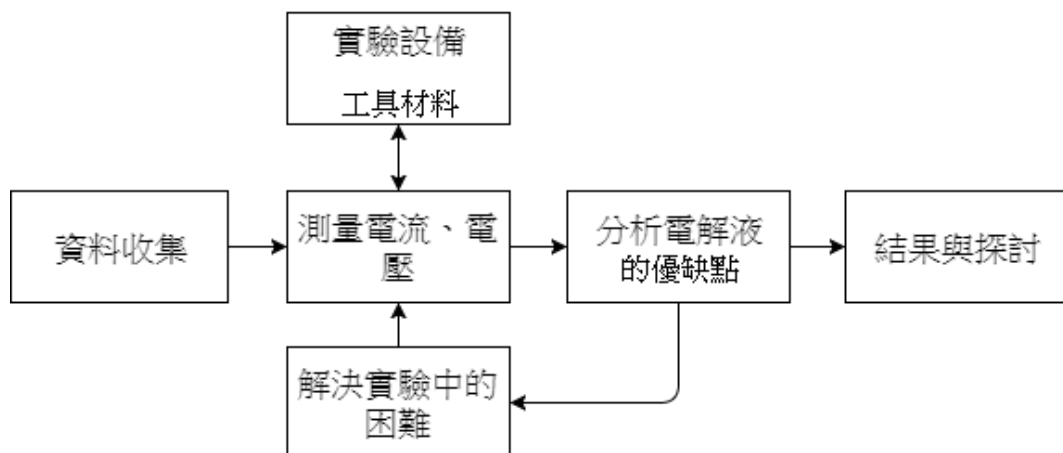 實驗設備
工具材料
資料收集
測量電流、電
壓
分析電解液
的優缺點
結果與探討
解決實驗中的
困難